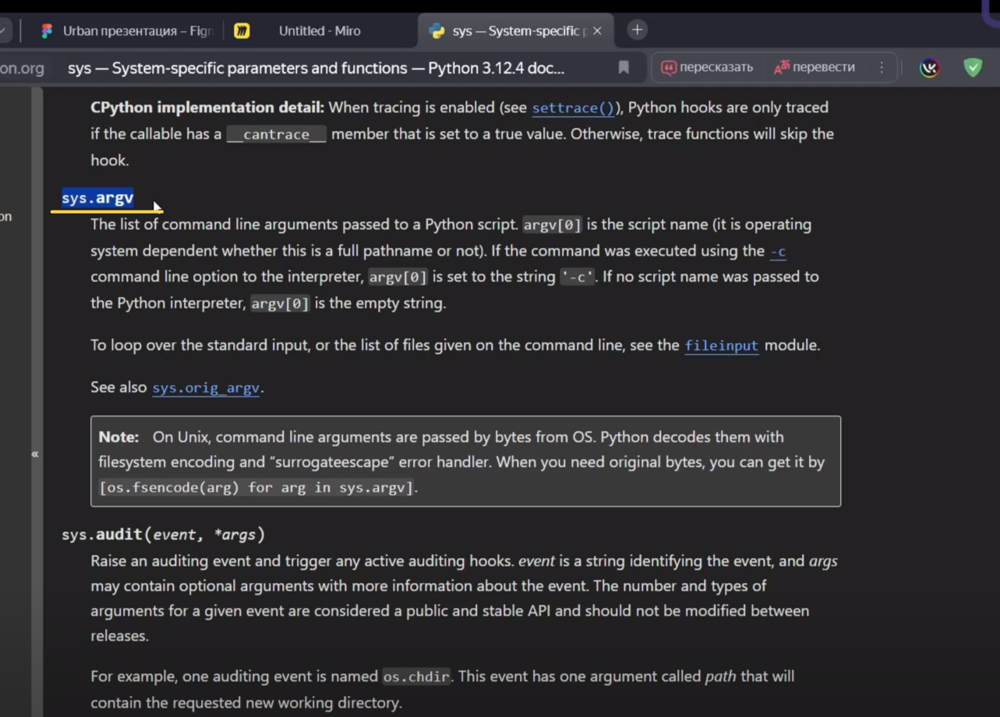 Urban презентация – Fig
Untitled - Miro
sys — System-specific
on.org
sys — System-specific parameters and functions — Python 3.12.4 doc...
пересказать
перевести
CPython implementation detail: When tracing is enabled (see settrace()), Python hooks are only traced
if the callable has a __cantrace__ member that is set to a true value. Otherwise, trace functions will skip the
hook.
sys.argv
on
The list of command line arguments passed to a Python script. argv[0] is the script name (it is operating
system dependent whether this is a full pathname or not). If the command was executed using the -c
command line option to the interpreter, argv[0] is set to the string '-c'. If no script name was passed to
the Python interpreter, argv[0] is the empty string.
To loop over the standard input, or the list of files given on the command line, see the fileinput module.
See also sys.orig_argv.
Note: On Unix, command line arguments are passed by bytes from OS. Python decodes them with
filesystem encoding and “surrogateescape” error handler. When you need original bytes, you can get it by
[os.fsencode(arg) for arg in sys.argv].
«
sys.audit(event, *args)
Raise an auditing event and trigger any active auditing hooks. event is a string identifying the event, and args
may contain optional arguments with more information about the event. The number and types of
arguments for a given event are considered a public and stable API and should not be modified between
releases.
For example, one auditing event is named os.chdir. This event has one argument called path that will
contain the requested new working directory.